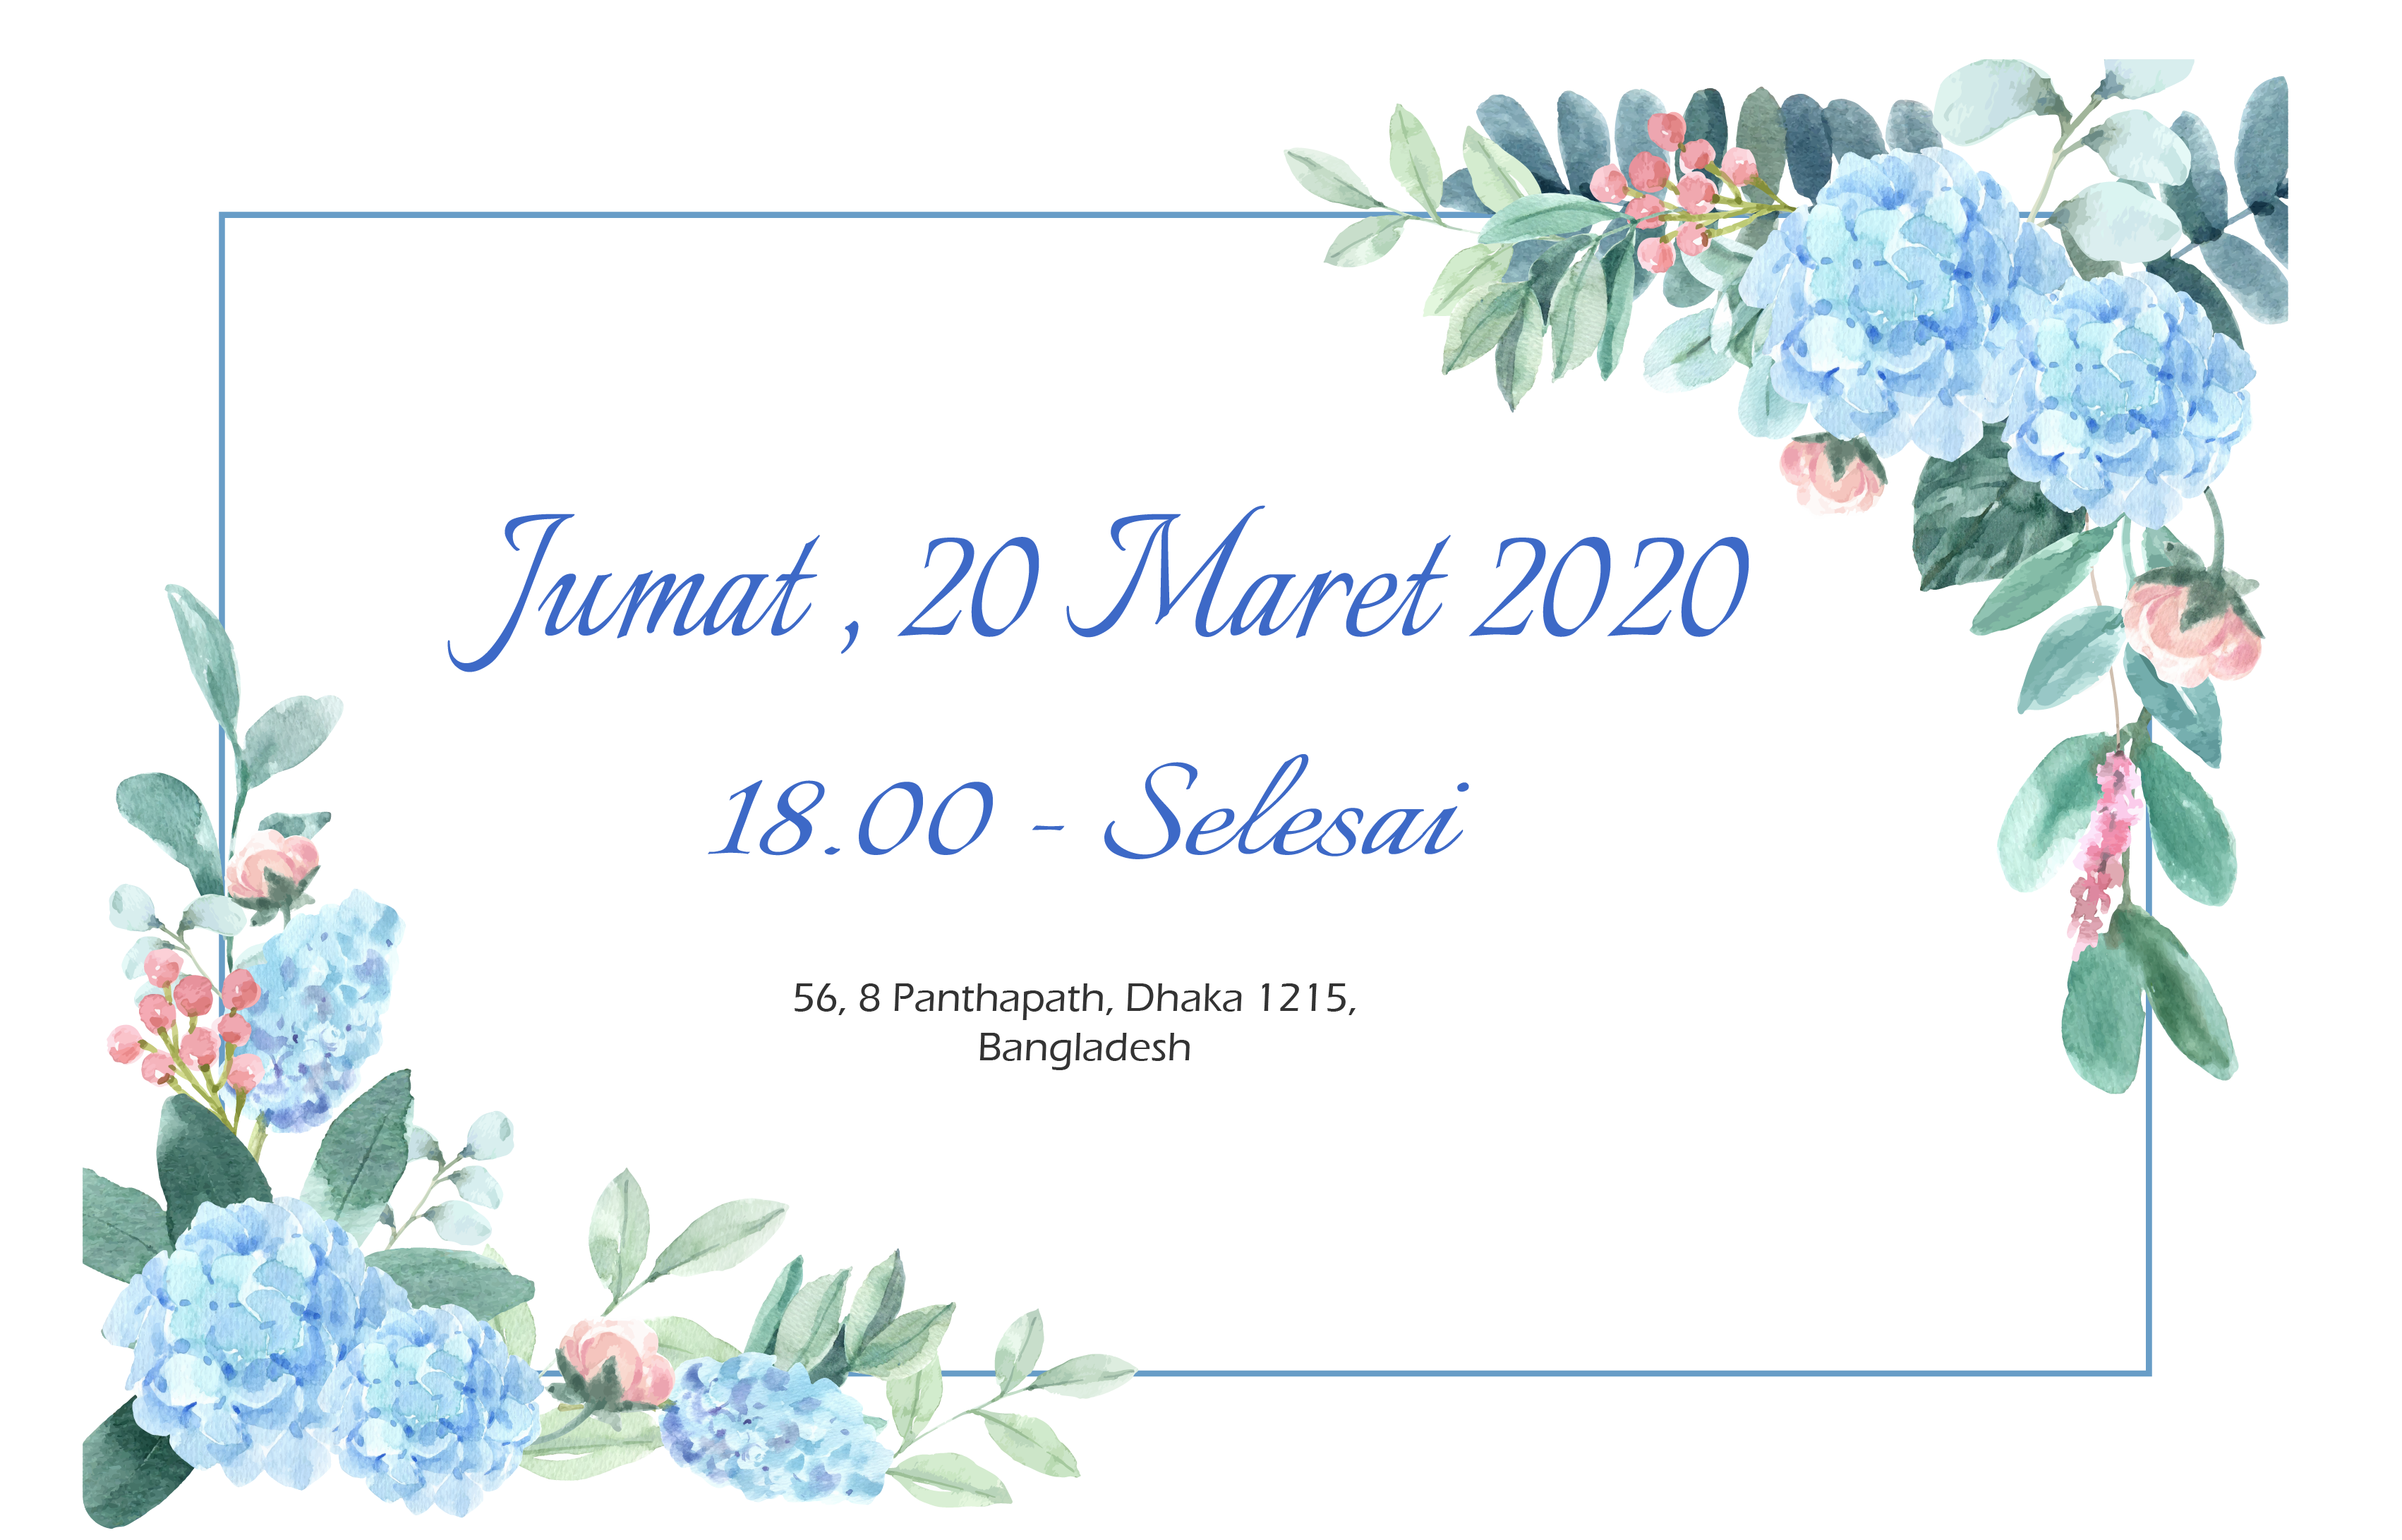 Jumat , 20 Maret 2020
18.00 - Selesai
56, 8 Panthapath, Dhaka 1215,
Bangladesh